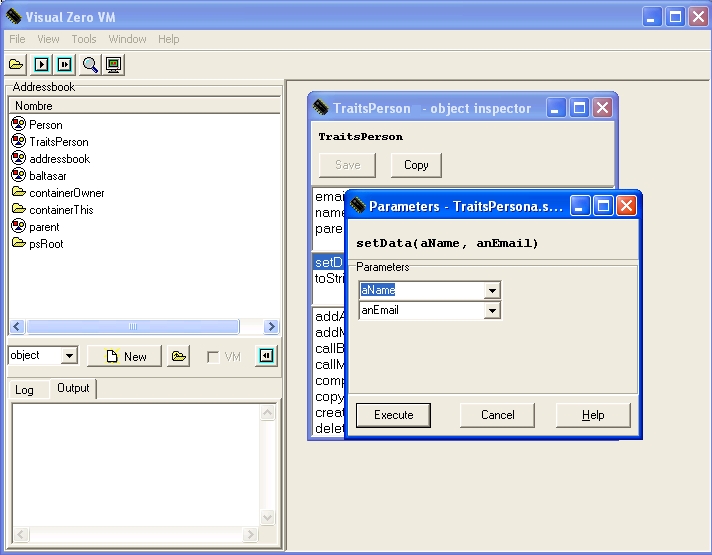 Visual Zero VM
File View Tools Window Help
Addressbook
Nombre
Person
TraitsPerson
addressbook
baltasar
containerOwner
containerThis
parent
psRoot
object
New
VM
Log
Output
TraitsPerson - object inspector
TraitsPerson
Save
Copy
email
name
pare
setD
toStri
addA
addM
callB
callM
comp
copy
creat
delet
Parameters - TraitsPersona.s...
setData(aName, anEmail)
Parameters
aName
anEmail
Execute
Cancel
Help